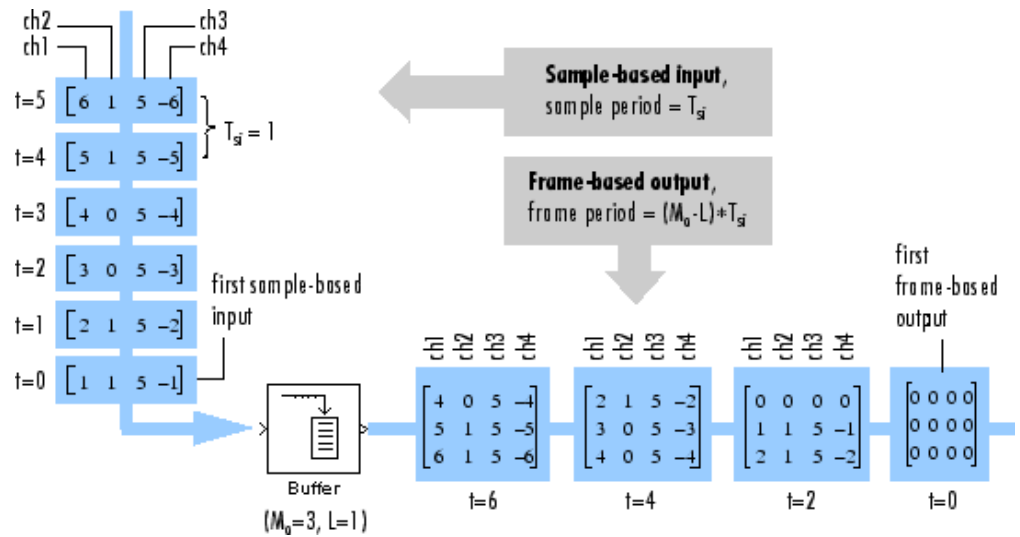 ch2
ch3
ch1
ch4
t=5 [6 1 5 –6]
T_si = 1
t=4 [5 1 5 –5]
t=3 [4 0 5 –4]
t=2 [3 0 5 –3]
t=1 [2 1 5 –2]
t=0 [1 1 5 –1]
first sample-based
input
Sample-based input,
sample period = T_si
Frame-based output,
frame period = (M_o-L)*T_si
first
frame-based
output
Buffer
(M_o=3, L=1)
ch1 ch2 ch3 ch4
4 0 5 –4
5 1 5 –5
6 1 5 –6
t=6
ch1 ch2 ch3 ch4
2 1 5 –2
3 0 5 –3
4 0 5 –4
t=4
ch1 ch2 ch3 ch4
0 0 0 0
1 1 5 –1
2 1 5 –2
t=2
0 0 0 0
0 0 0 0
0 0 0 0
t=0